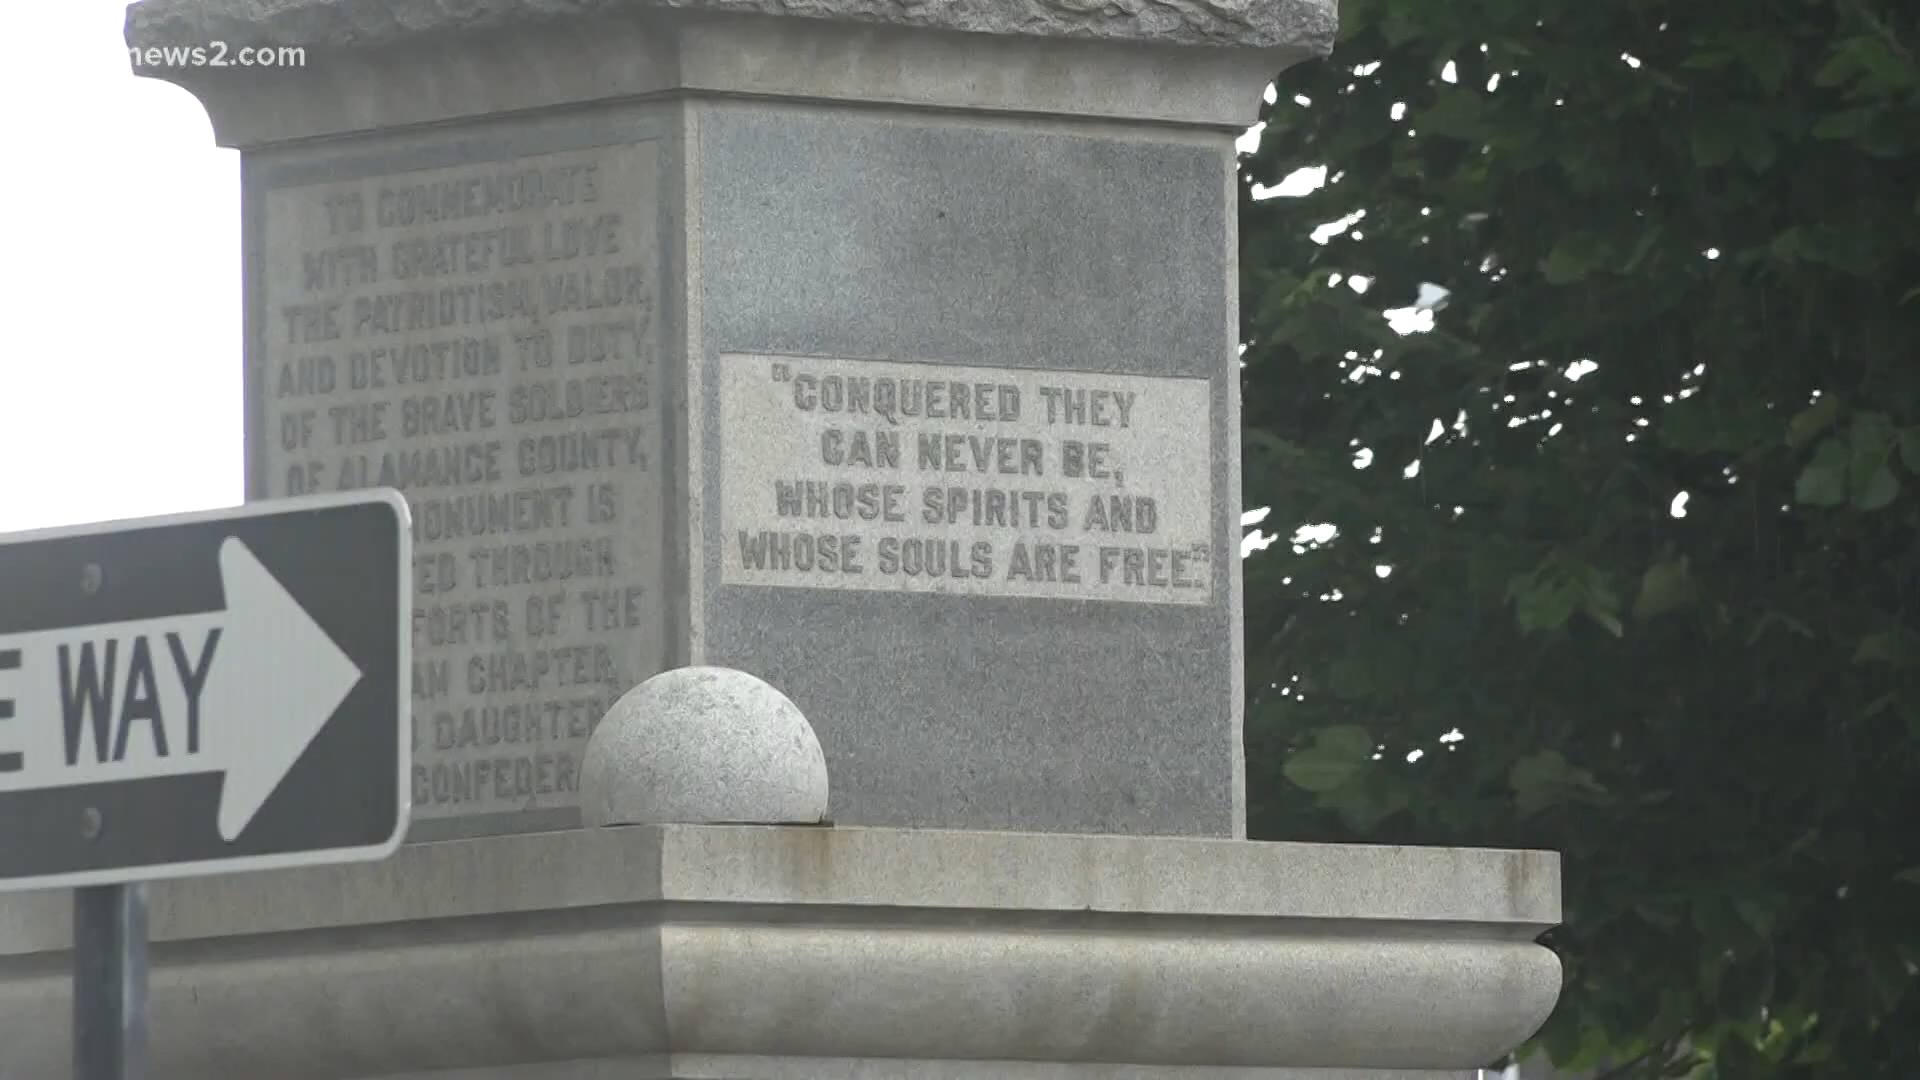 news2.com
TO COMMEMORATE
WITH GRATEFUL LOVE
THE PATRIOTISM, VALOR,
AND DEVOTION TO DUTY,
OF THE BRAVE SOLDIERS
OF ALAMANCE COUNTY,
MONUMENT IS
ED THROUGH
FORTS OF THE
AM CHAPTER,
DAUGHTER
CONFEDER
"CONQUERED THEY
CAN NEVER BE,
WHOSE SPIRITS AND
WHOSE SOULS ARE FREE."
E WAY